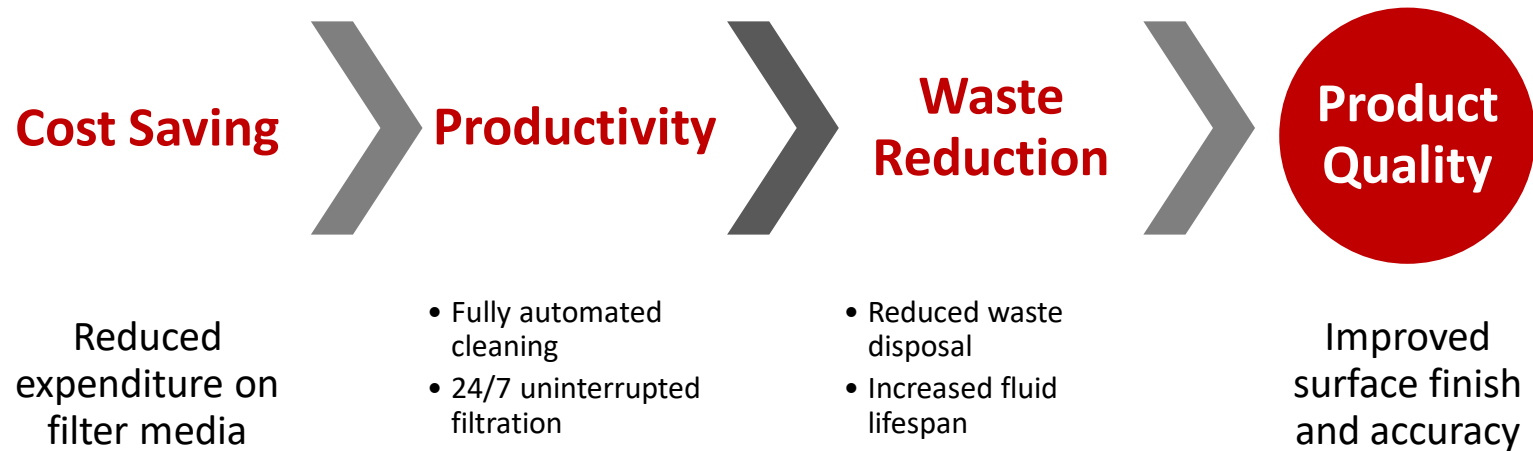 Cost Saving
Productivity
Waste
Reduction
Product
Quality
Reduced
expenditure on
filter media
• Fully automated
cleaning
• 24/7 uninterrupted
filtration
• Reduced waste
disposal
• Increased fluid
lifespan
Improved
surface finish
and accuracy